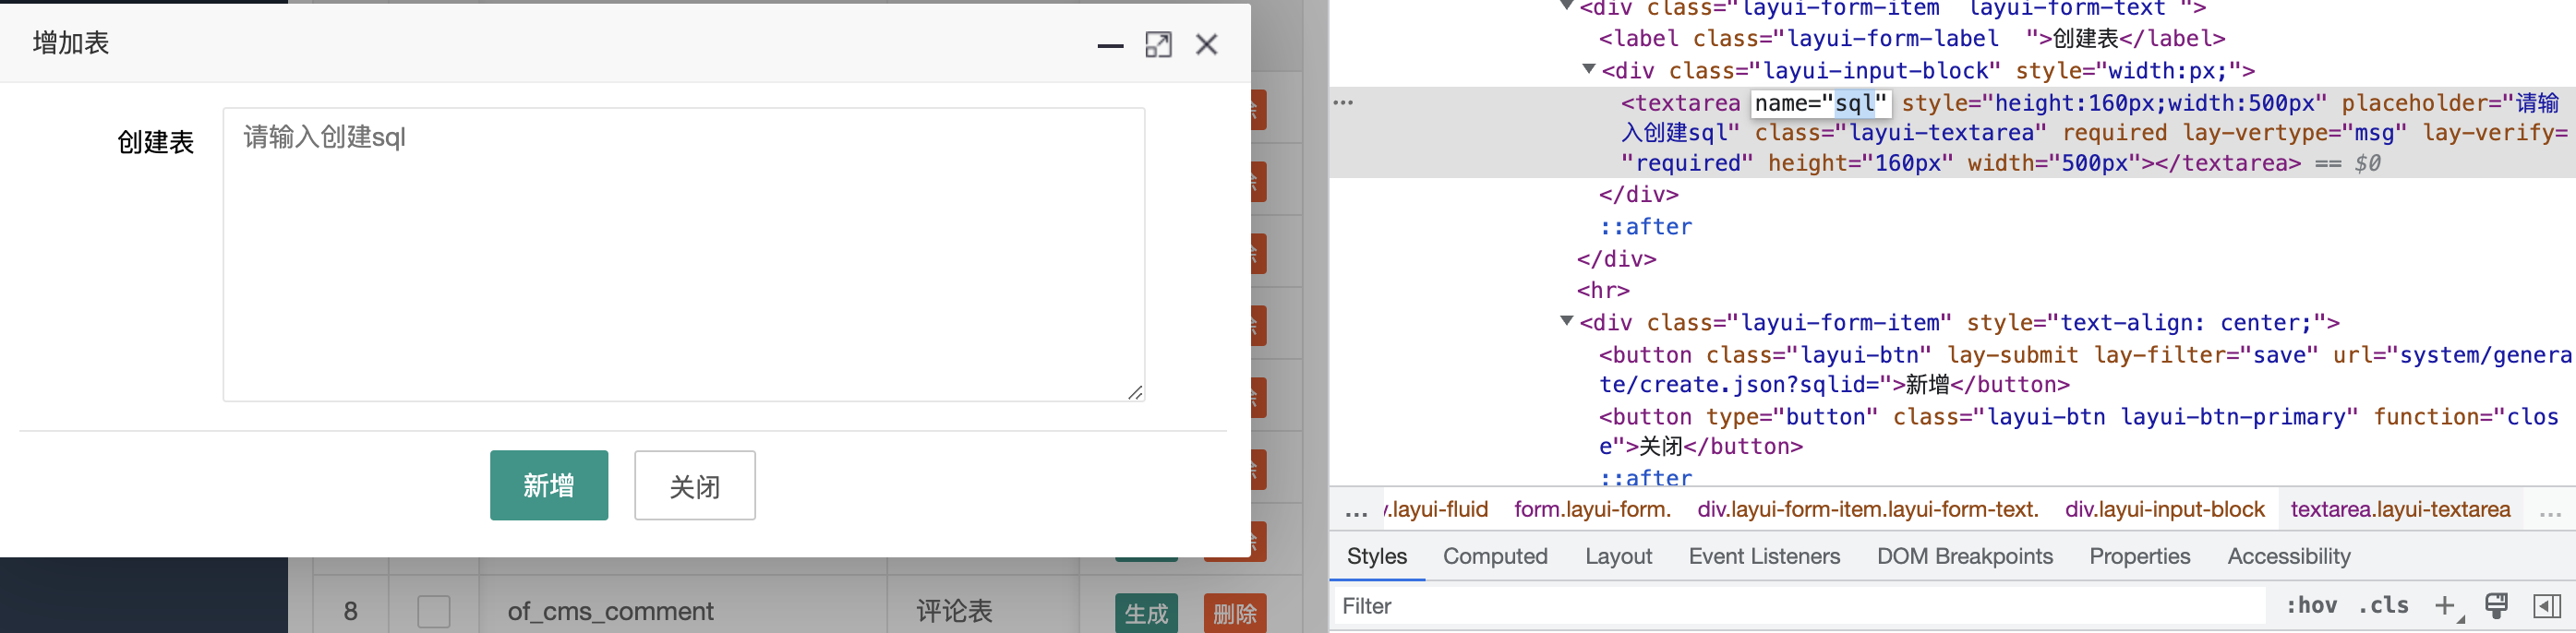 增加表
创建表
请输入创建sql
新增
关闭
8
of_cms_comment
评论表
生成
删除
<div class="layui-form-item  layui-form-text ">
<label class="layui-form-label  ">创建表</label>
<div class="layui-input-block" style="width:px;">
<textarea name="sql" style="height:160px;width:500px" placeholder="请输
入创建sql" class="layui-textarea" required lay-vertype="msg" lay-verify=
"required" height="160px" width="500px"></textarea> == $0
</div>
::after
</div>
<hr>
<div class="layui-form-item" style="text-align: center;">
<button class="layui-btn" lay-submit lay-filter="save" url="system/genera
te/create.json?sqlid=">新增</button>
<button type="button" class="layui-btn layui-btn-primary" function="clos
e">关闭</button>
::after
... .layui-fluid form.layui-form. div.layui-form-item.layui-form-text. div.layui-input-block textarea.layui-textarea ...
Styles Computed Layout Event Listeners DOM Breakpoints Properties Accessibility
Filter :hov .cls